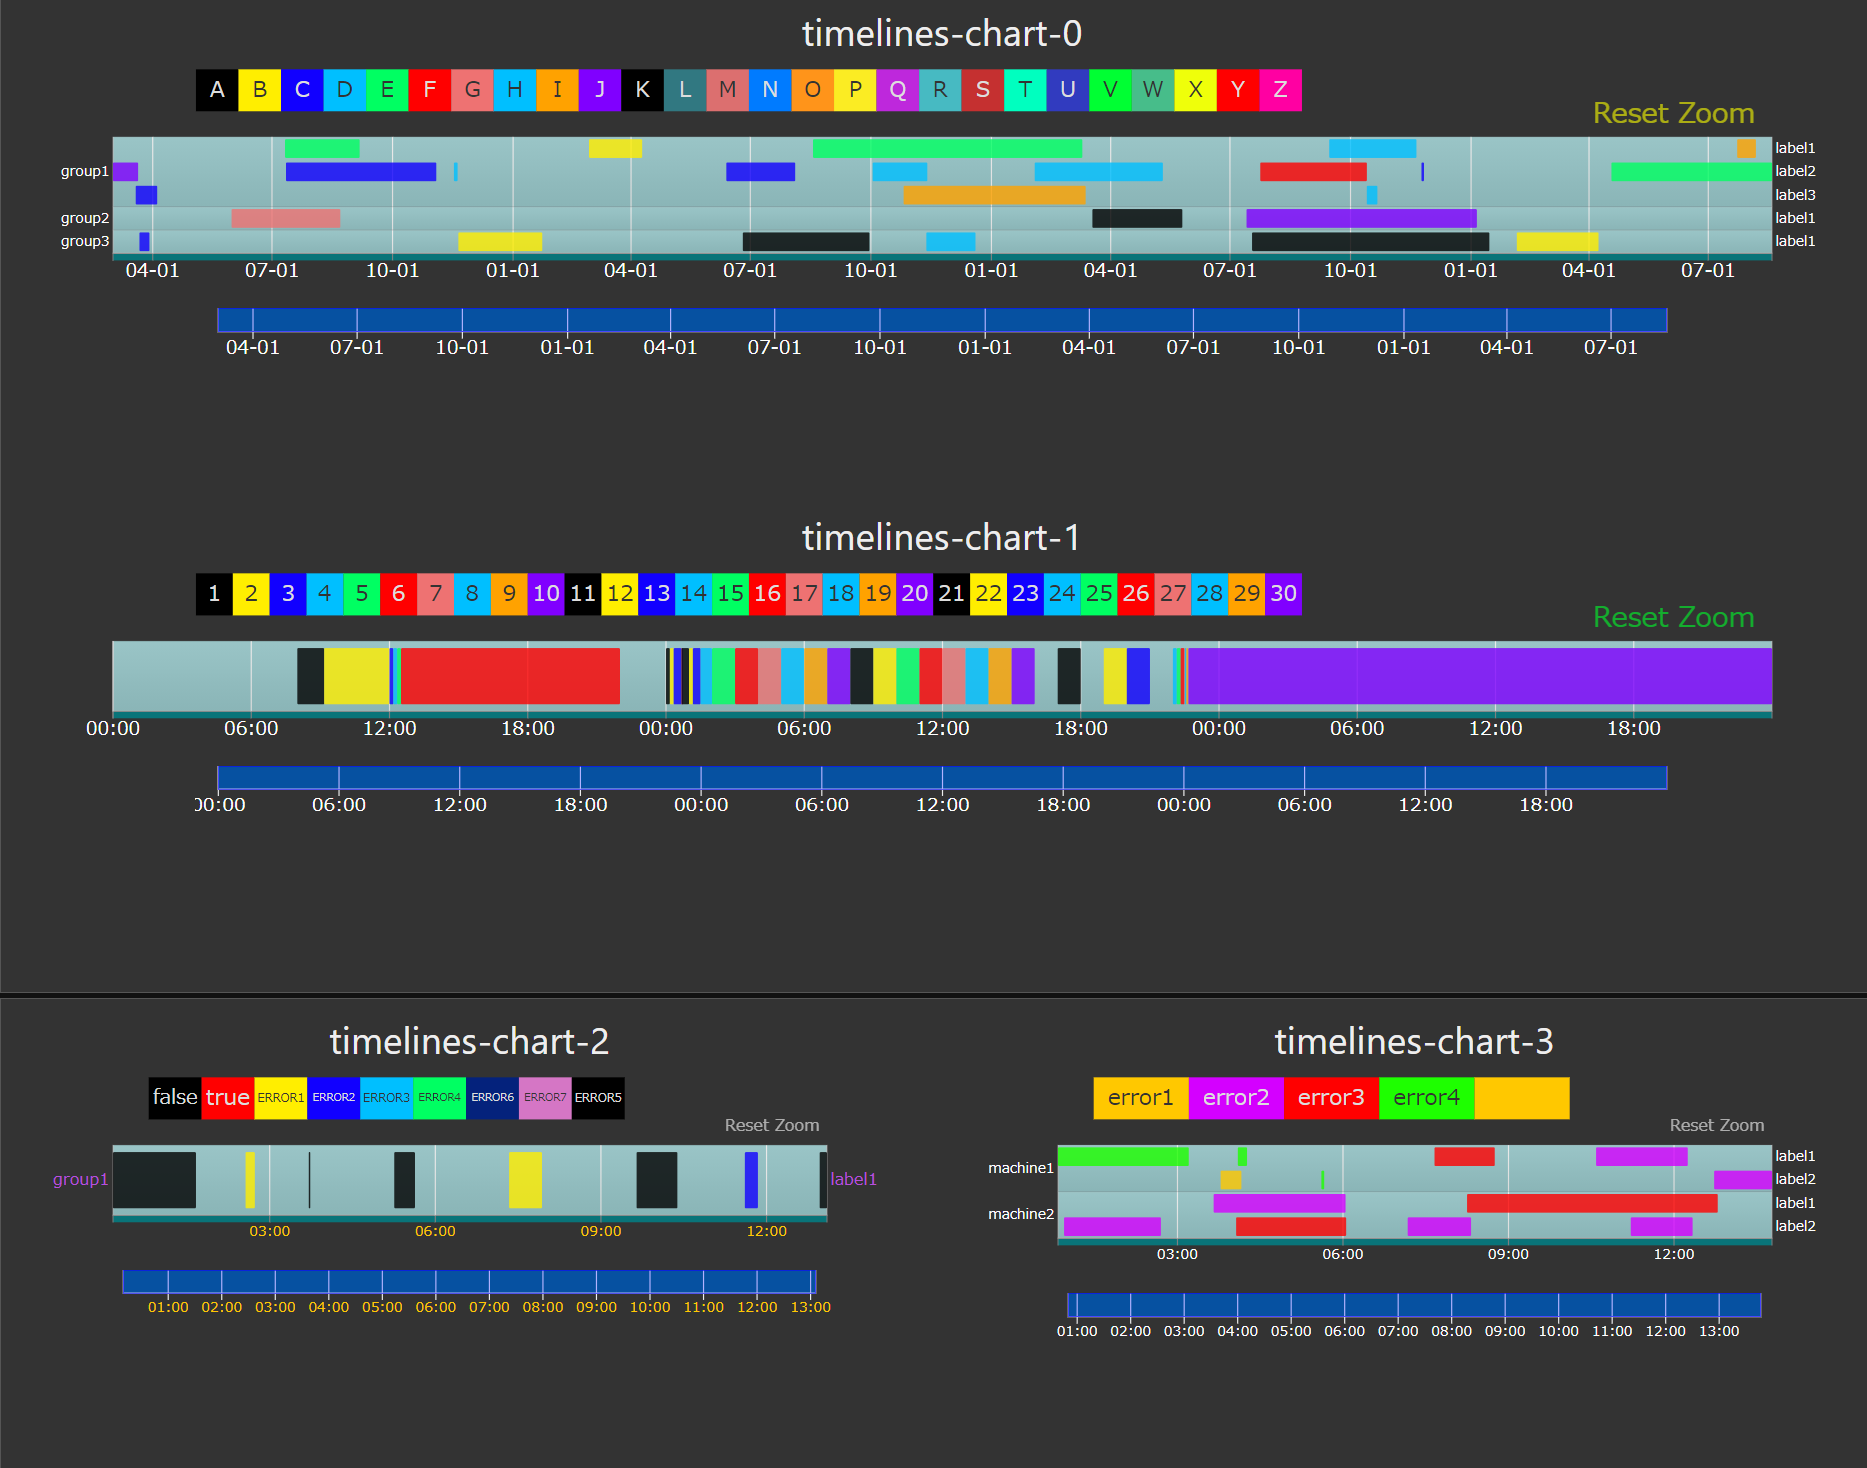 timelines-chart-0
A B C D E F G H I J K L M N O P Q R S T U V W X Y Z
Reset Zoom
label1
group1 label2
label3
group2 label1
group3 label1
04-01 07-01 10-01 01-01 04-01 07-01 10-01 01-01 04-01 07-01 10-01 01-01 04-01 07-01
04-01 07-01 10-01 01-01 04-01 07-01 10-01 01-01 04-01 07-01 10-01 01-01 04-01 07-01
timelines-chart-1
1 2 3 4 5 6 7 8 9 10 11 12 13 14 15 16 17 18 19 20 21 22 23 24 25 26 27 28 29 30
Reset Zoom
00:00 06:00 12:00 18:00 00:00 06:00 12:00 18:00 00:00 06:00 12:00 18:00
00:00 06:00 12:00 18:00 00:00 06:00 12:00 18:00 00:00 06:00 12:00 18:00
timelines-chart-2
false true ERROR1 ERROR2 ERROR3 ERROR4 ERROR6 ERROR7 ERROR5
Reset Zoom
group1 label1
03:00 06:00 09:00 12:00
01:00 02:00 03:00 04:00 05:00 06:00 07:00 08:00 09:00 10:00 11:00 12:00 13:00
timelines-chart-3
error1 error2 error3 error4
Reset Zoom
label1
machine1
label2
label1
machine2
label2
03:00 06:00 09:00 12:00
01:00 02:00 03:00 04:00 05:00 06:00 07:00 08:00 09:00 10:00 11:00 12:00 13:00